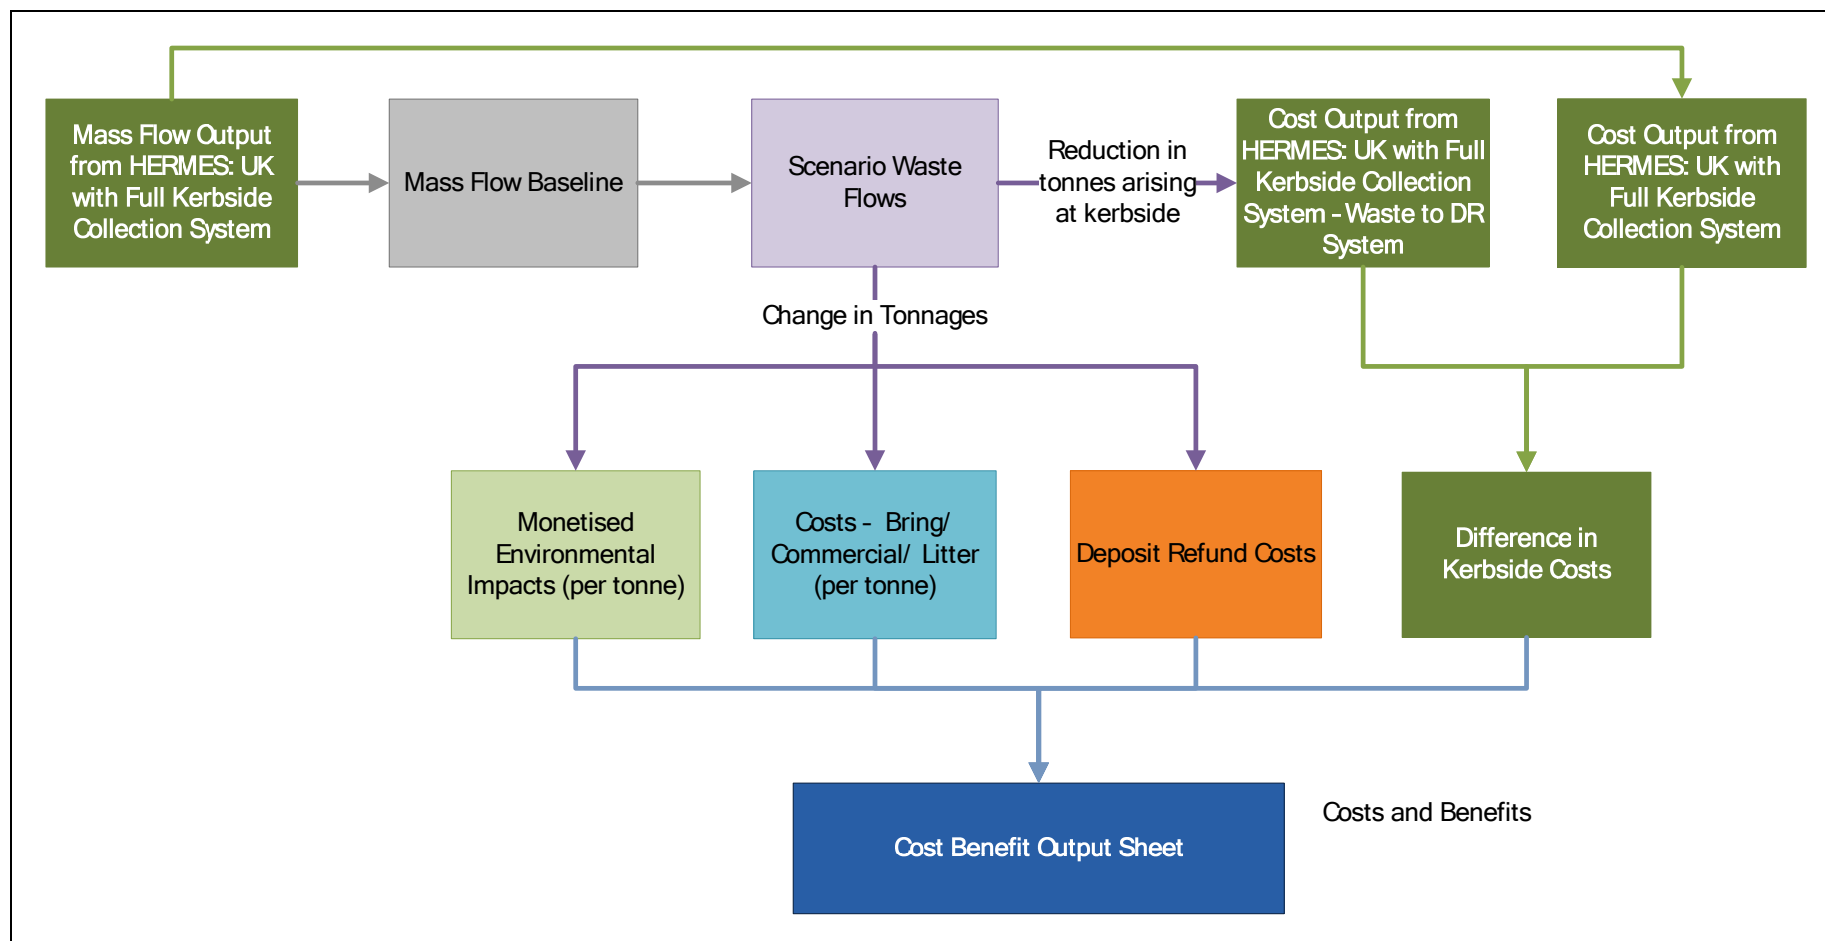 Mass Flow Output
from HERMES: UK
with Full Kerbside
Collection System
Mass Flow Baseline
Scenario Waste
Flows
Reduction in
tonnes arising
at kerbside
Cost Output from
HERMES: UK with Full
Kerbside Collection
System - Waste to DR
System
Cost Output from
HERMES: UK with
Full Kerbside
Collection System
Change in Tonnages
Monetised
Environmental
Impacts (per tonne)
Costs - Bring/
Commercial/ Litter
(per tonne)
Deposit Refund Costs
Difference in
Kerbside Costs
Cost Benefit Output Sheet
Costs and Benefits